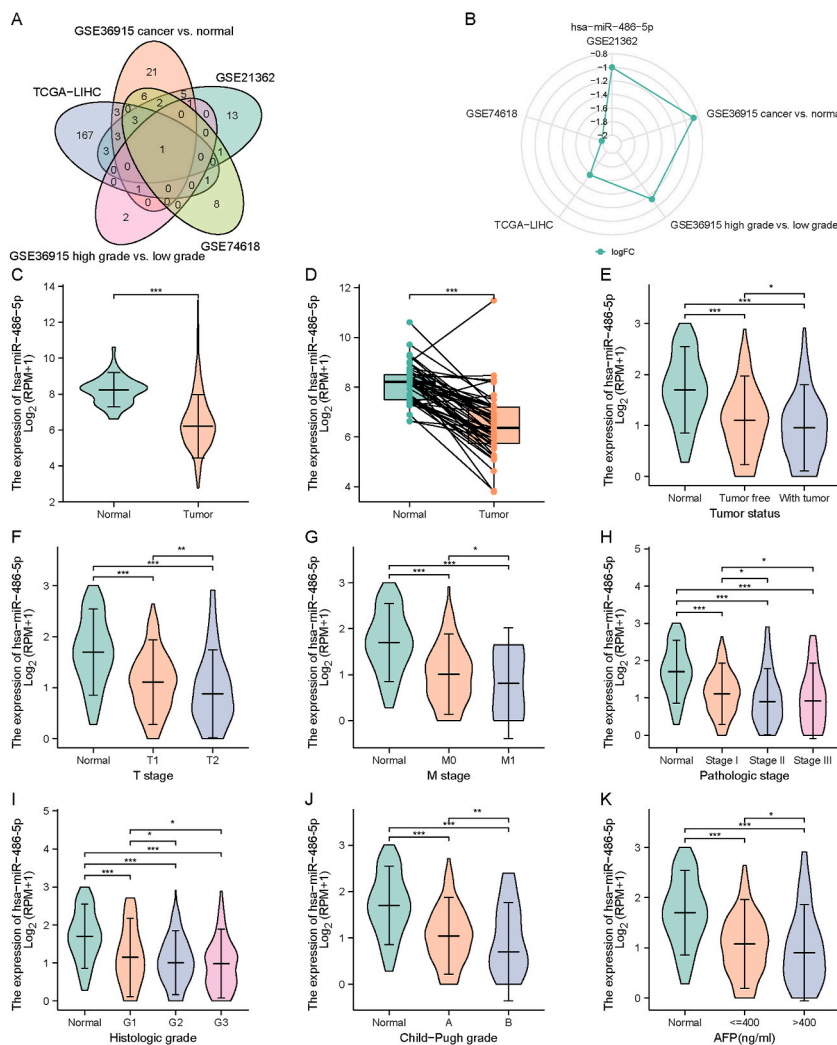 A
GSE36915 cancer vs. normal
TCGA−LIHC
GSE21362
21
13
167
8
2
6
5
2
1
3
0
3
0
0
0
3
3
1
0
1
0
0
0
0
1
0
0
0
0
0
1
GSE74618
GSE36915 high grade vs. low grade
B
hsa−miR−486−5p
GSE21362
−0.8
−1
−1.2
−1.4
−1.6
−1.8
−2
GSE74618
GSE36915 cancer vs. normal
TCGA−LIHC
GSE36915 high grade vs. low grade
logFC
C
The expression of hsa−miR−486−5p
Log2 (RPM+1)
14
12
10
8
6
4
2
***
Normal
Tumor
D
The expression of hsa−miR−486−5p
Log2 (RPM+1)
12
10
8
6
4
***
Normal
Tumor
E
The expression of hsa−miR−486−5p
Log2 (RPM+1)
3
2
1
0
*
***
***
Normal
Tumor free
With tumor
Tumor status
F
The expression of hsa−miR−486−5p
Log2 (RPM+1)
3
2
1
0
**
***
***
Normal
T1
T2
T stage
G
The expression of hsa−miR−486−5p
Log2 (RPM+1)
3
2
1
0
*
***
***
Normal
M0
M1
M stage
H
The expression of hsa−miR−486−5p
Log2 (RPM+1)
5
4
3
2
1
0
*
*
***
***
***
Normal
Stage I
Stage II
Stage III
Pathologic stage
I
The expression of hsa−miR−486−5p
Log2 (RPM+1)
5
4
3
2
1
0
*
*
***
***
***
Normal
G1
G2
G3
Histologic grade
J
The expression of hsa−miR−486−5p
Log2 (RPM+1)
3
2
1
0
**
***
***
Normal
A
B
Child−Pugh grade
K
The expression of hsa−miR−486−5p
Log2 (RPM+1)
3
2
1
0
*
***
***
Normal
<=400
>400
AFP(ng/ml)